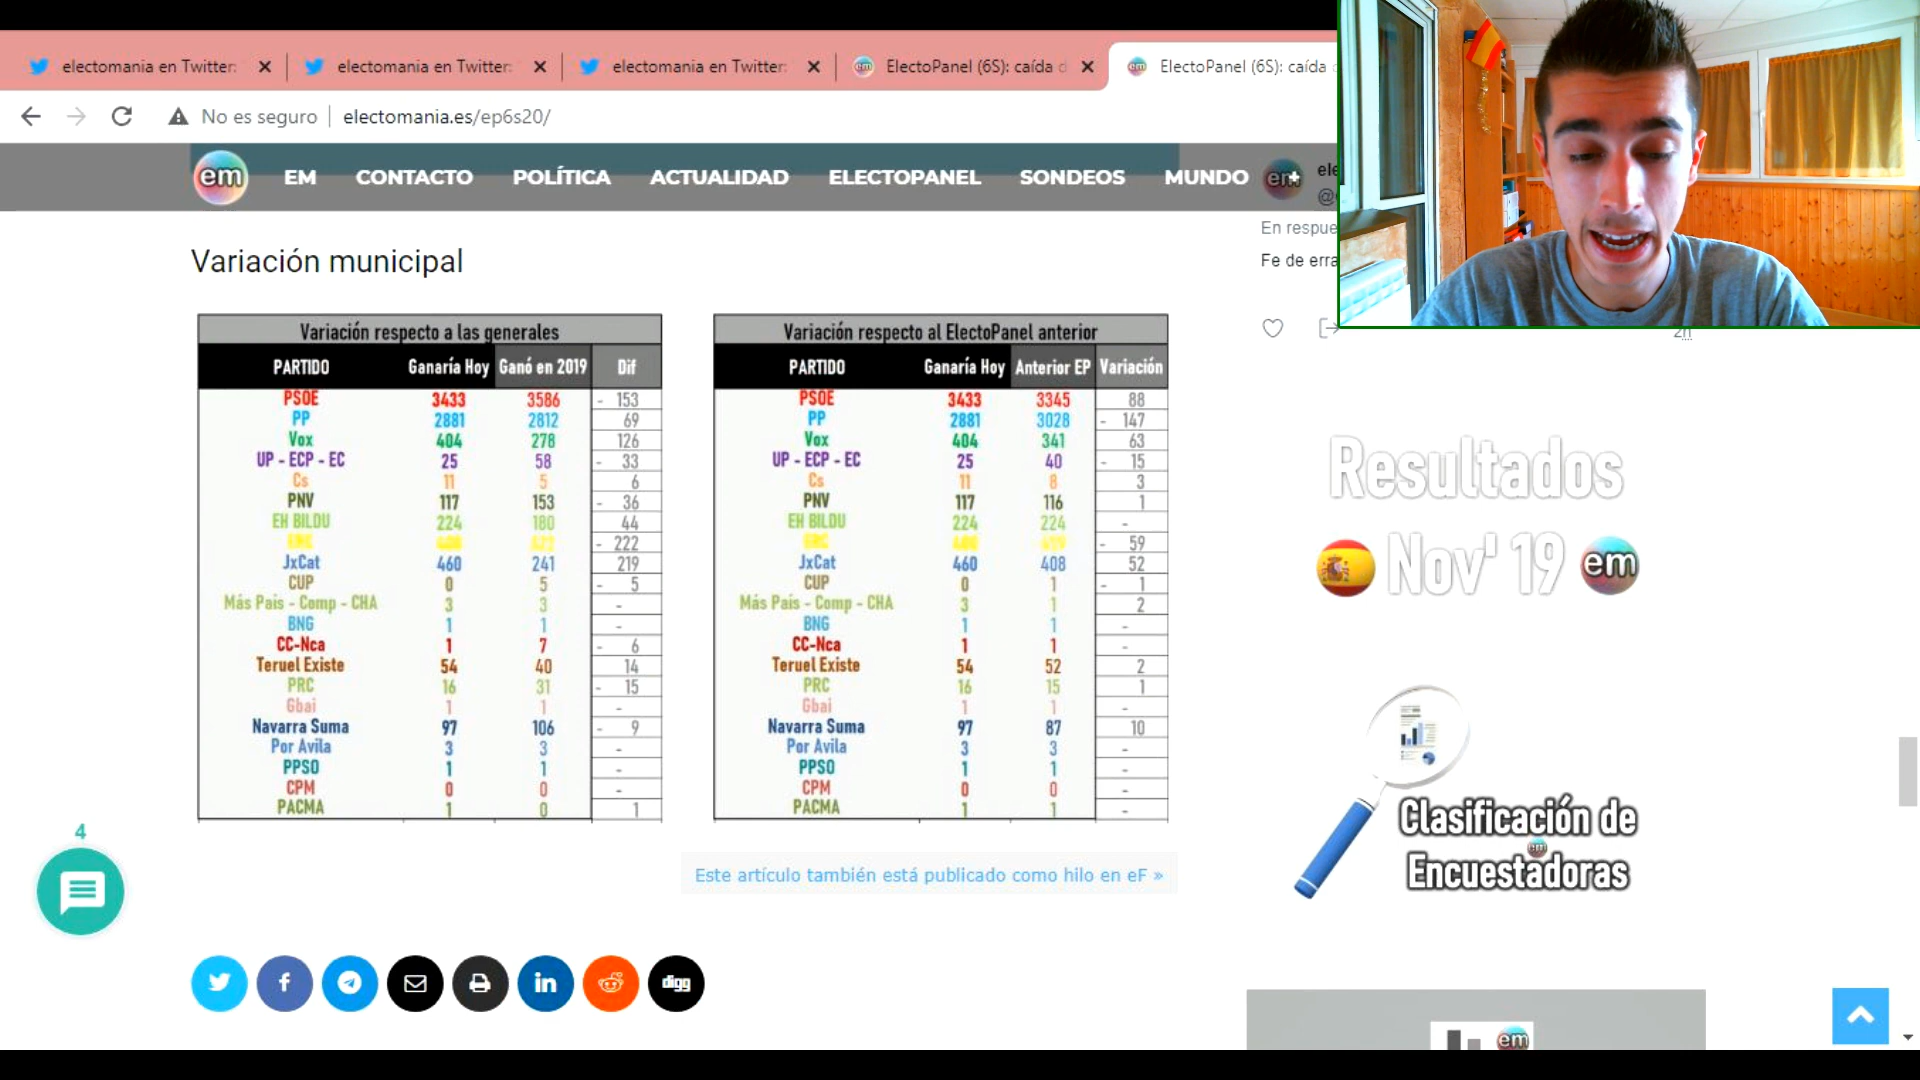 electomania en Twitter:
electomania en Twitter:
electomania en Twitter:
ElectoPanel (6S): caída d
ElectoPanel (6S): caída
No es seguro
electomania.es/ep6s20/
em
EM
CONTACTO
POLÍTICA
ACTUALIDAD
ELECTOPANEL
SONDEOS
MUNDO
En respue
Fe de erra
2h
Variación municipal
Variación respecto a las generales
PARTIDO Ganaría Hoy Ganó en 2019 Dif
PSOE 3433 3586 - 153
PP 2881 2812 69
Vox 404 278 126
UP - ECP - EC 25 58 - 33
Cs 11 5 6
PNV 117 153 - 36
EH BILDU 224 180 44
ERC - 222
JxCat 460 241 219
CUP 0 5 - 5
Más País - Comp - CHA 3 3 -
BNG 1 1 -
CC-Nca 1 7 - 6
Teruel Existe 54 40 14
PRC 16 31 - 15
Gbai 1 1 -
Navarra Suma 97 106 - 9
Por Avila 3 3 -
PPSO 1 1 -
CPM 0 0 -
PACMA 1 0 1
Variación respecto al ElectoPanel anterior
PARTIDO Ganaría Hoy Anterior EP Variación
PSOE 3433 3345 88
PP 2881 3028 - 147
Vox 404 341 63
UP - ECP - EC 25 40 - 15
Cs 11 8 3
PNV 117 116 1
EH BILDU 224 224 -
ERC - 59
JxCat 460 408 52
CUP 0 1 - 1
Más País - Comp - CHA 3 1 2
BNG 1 1 -
CC-Nca 1 1 -
Teruel Existe 54 52 2
PRC 16 15 1
Gbai 1 1 -
Navarra Suma 97 87 10
Por Avila 3 3 -
PPSO 1 1 -
CPM 0 0 -
PACMA 1 1 -
Resultados
Nov' 19
em
Clasificación de
Encuestadoras
4
Este artículo también está publicado como hilo en eF »
digg
em